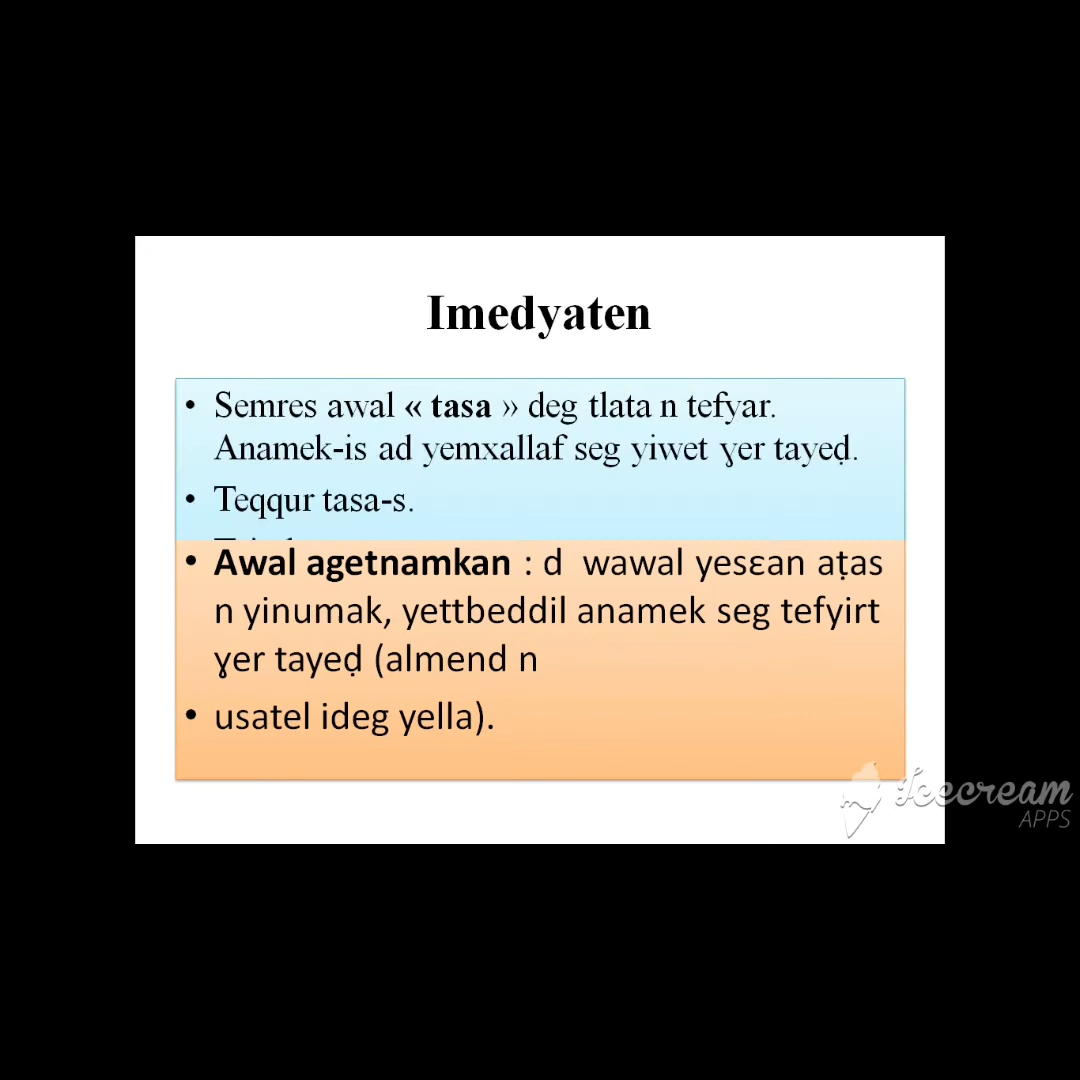 Imedyaten
• Semres awal « tasa » deg tlata n tefyar.
Anamek-is ad yemxallaf seg yiwet ɣer tayeḍ.
• Teqqur tasa-s.
• Awal agetnamkan : d wawal yesɛan aṭas
n yinumak, yettbeddil anamek seg tefyirt
ɣer tayeḍ (almend n
• usatel ideg yella).
Icecream
APPS